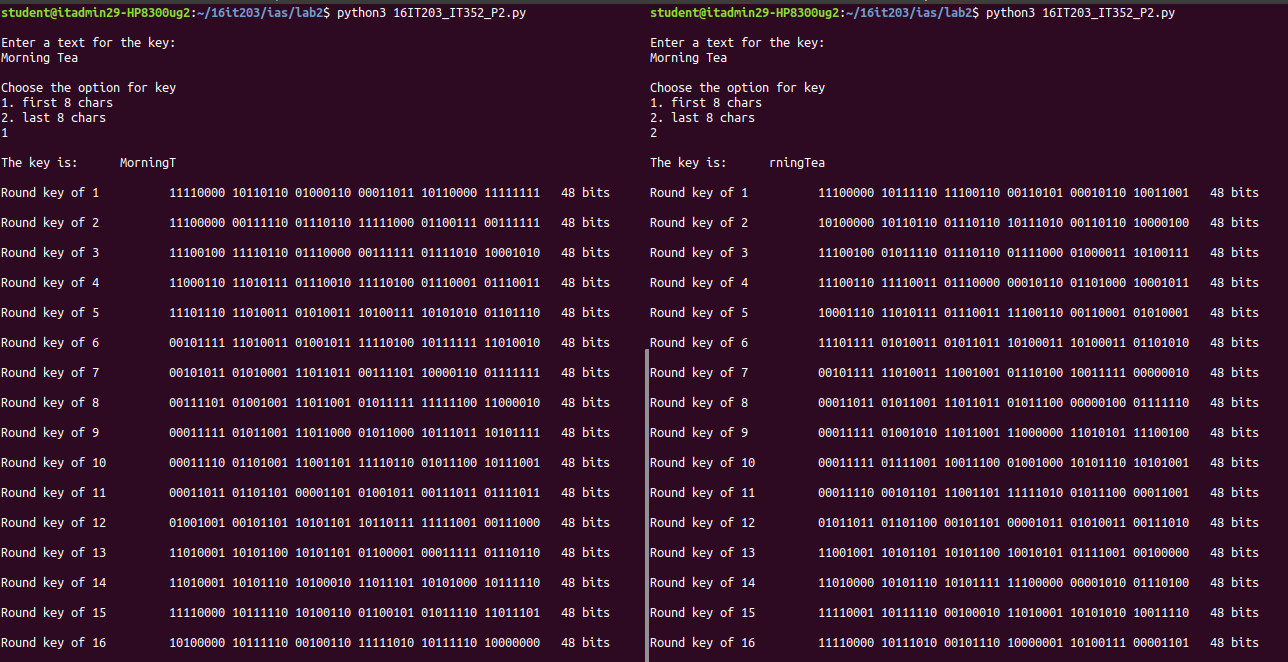 student@itadmin29-HP8300ug2:~/16it203/ias/lab2$ python3 16IT203_IT352_P2.py
Enter a text for the key:
Morning Tea
Choose the option for key
1. first 8 chars
2. last 8 chars
1
The key is: MorningT
Round key of 1 11110000 10110110 01000110 00011011 10110000 11111111 48 bits
Round key of 2 11100000 00111110 01110110 11111000 01100111 00111111 48 bits
Round key of 3 11100100 11110110 01110000 00111111 01111010 10001010 48 bits
Round key of 4 11000110 11010111 01110010 11110100 01110001 01110011 48 bits
Round key of 5 11101110 11010011 01010011 10100111 10101010 01101110 48 bits
Round key of 6 00101111 11010011 01001011 11110100 10111111 11010010 48 bits
Round key of 7 00101011 01010001 11011011 00111101 10000110 01111111 48 bits
Round key of 8 00111101 01001001 11011001 01011111 11111100 11000010 48 bits
Round key of 9 00011111 01011001 11011000 01011000 10111011 10101111 48 bits
Round key of 10 00011110 01101001 11001101 11110110 01011100 10111001 48 bits
Round key of 11 00011011 01101101 00001101 01001011 00111011 01111011 48 bits
Round key of 12 01001001 00101101 10101101 10110111 11111001 00111000 48 bits
Round key of 13 11010001 10101100 10101101 01100001 00011111 01110110 48 bits
Round key of 14 11010001 10101110 10100010 11011101 10101000 10111110 48 bits
Round key of 15 11110000 10111110 10100110 01100101 01011110 11011101 48 bits
Round key of 16 10100000 10111110 00100110 11111010 10111110 10000000 48 bits
student@itadmin29-HP8300ug2:~/16it203/ias/lab2$ python3 16IT203_IT352_P2.py
Enter a text for the key:
Morning Tea
Choose the option for key
1. first 8 chars
2. last 8 chars
2
The key is: rningTea
Round key of 1 11100000 10111110 11100110 00110101 00010110 10011001 48 bits
Round key of 2 10100000 10110110 01110110 10111010 00110110 10000100 48 bits
Round key of 3 11100100 01011110 01110110 01111000 01000011 10100111 48 bits
Round key of 4 11100110 11110011 01110000 00010110 01101000 10001011 48 bits
Round key of 5 10001110 11010111 01110011 11100110 00110001 01010001 48 bits
Round key of 6 11101111 01010011 01011011 10100011 10100011 01101010 48 bits
Round key of 7 00101111 11010011 11001001 01110100 10011111 00000010 48 bits
Round key of 8 00011011 01011001 11011011 01011100 00000100 01111110 48 bits
Round key of 9 00011111 01001010 11011001 11000000 11010101 11100100 48 bits
Round key of 10 00011111 01111001 10011100 01001000 10101110 10101001 48 bits
Round key of 11 00011110 00101101 11001101 11111010 01011100 00011001 48 bits
Round key of 12 01011011 01101100 00101101 00001011 01010011 00111010 48 bits
Round key of 13 11001001 10101101 10101100 10010101 01111001 00100000 48 bits
Round key of 14 11010000 10101110 10101111 11100000 00001010 01110100 48 bits
Round key of 15 11110001 10111110 00100010 11010001 10101010 10011110 48 bits
Round key of 16 11110000 10111010 00101110 10000001 10100111 00001101 48 bits